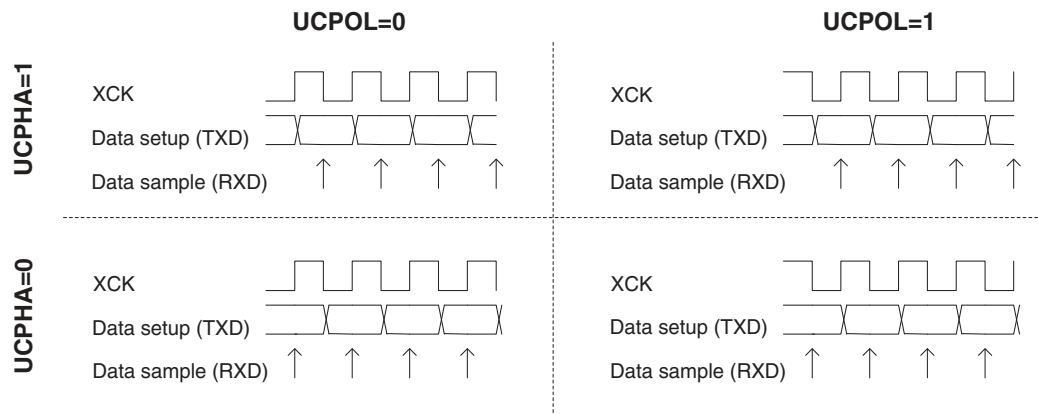 UCPOL=0
UCPOL=1
UCPHA=1
XCK
Data setup (TXD)
Data sample (RXD)
XCK
Data setup (TXD)
Data sample (RXD)
UCPHA=0
XCK
Data setup (TXD)
Data sample (RXD)
XCK
Data setup (TXD)
Data sample (RXD)